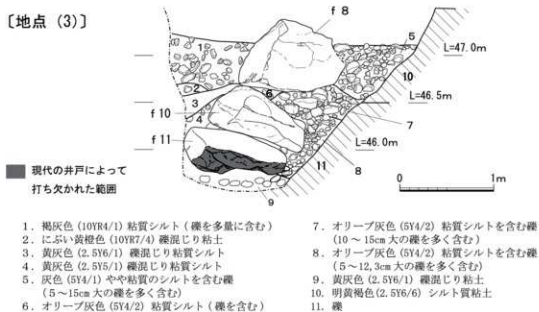 〔地点 (3)〕
f 8
1
5
L=47.0m
10
2
6
L=46.5m
3
f 10
4
7
f 11
L=46.0m
11
8
現代の井戸によって
打ち欠かれた範囲
0
1m
9
1. 褐灰色 (10YR4/1) 粘質シルト (礫を多量に含む)
2. にぶい黄橙色 (10YR7/4) 礫混じり粘土
3. 黄灰色 (2.5Y6/1) 礫混じり粘質シルト
4. 黄灰色 (2.5Y5/1) 礫混じり粘質シルト
5. 灰色 (5Y4/1) やや粘質のシルトを含む礫
(5～15cm 大の礫を多く含む)
6. オリーブ灰色 (5Y4/2) 粘質シルト (礫を含む)
7. オリーブ灰色 (5Y4/2) 粘質シルトを含む礫
(10 ～ 15cm 大の礫を多く含む)
8. オリーブ灰色 (5Y4/2) 粘質シルトを含む礫
(5～12,3cm 大の礫を多く含む)
9. 黄灰色 (2.5Y6/1) 礫混じり粘土
10. 明黄褐色 (2.5Y6/6) シルト質粘土
11. 礫